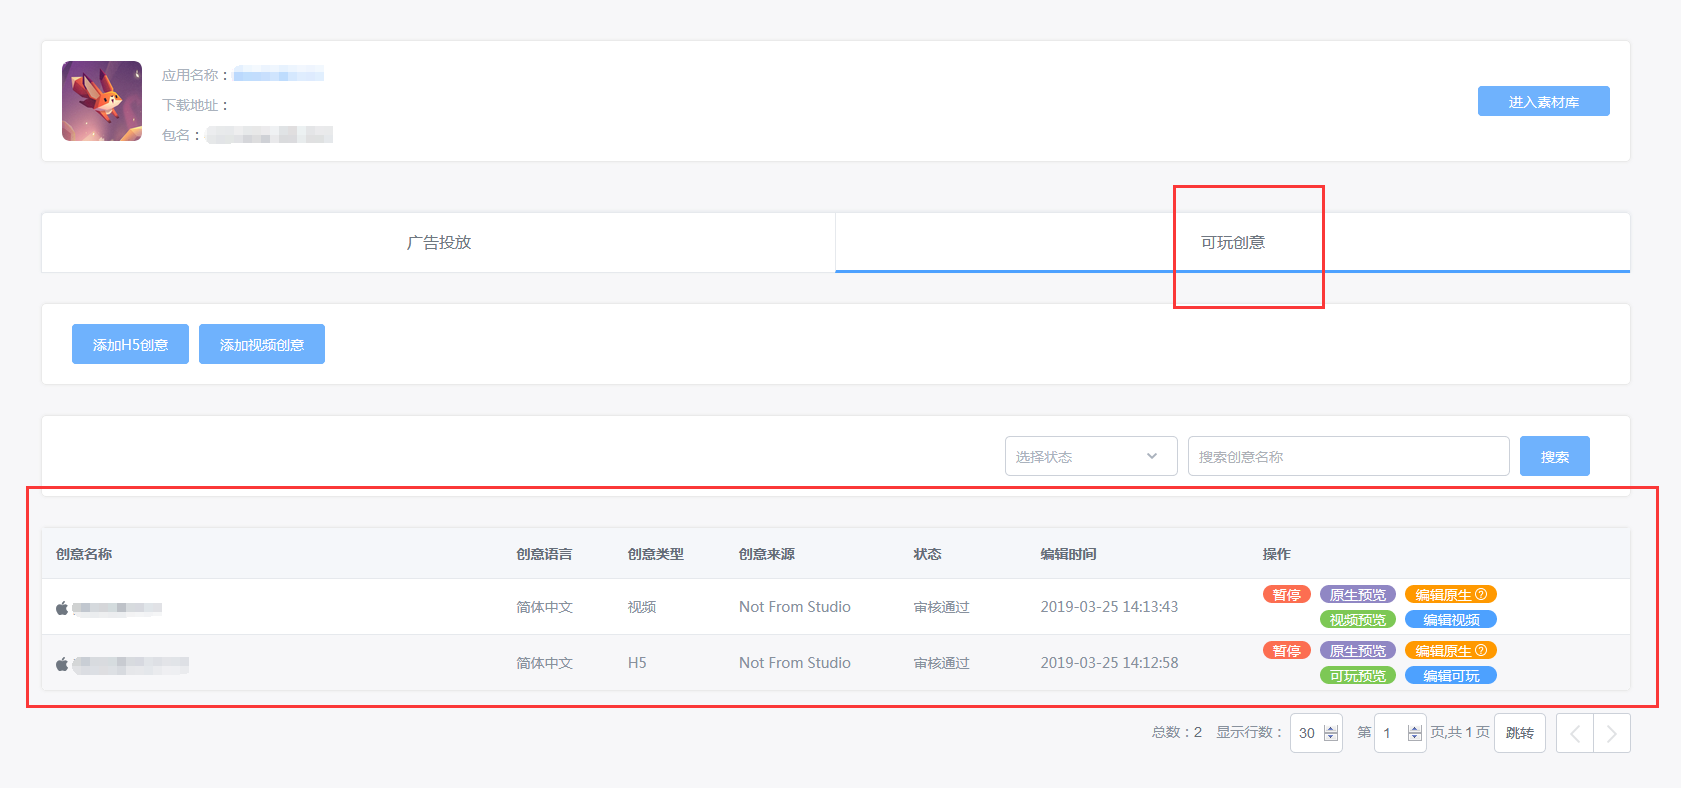 应用名称：
下载地址：
包名：
进入素材库
广告投放
可玩创意
添加H5创意 添加视频创意
选择状态 搜索创意名称 搜索
创意名称 创意语言 创意类型 创意来源 状态 编辑时间 操作
简体中文 视频 Not From Studio 审核通过 2019-03-25 14:13:43 暂停 原生预览 编辑原生?
视频预览 编辑视频
简体中文 H5 Not From Studio 审核通过 2019-03-25 14:12:58 暂停 原生预览 编辑原生?
可玩预览 编辑可玩
总数：2 显示行数： 30 第 1 页,共 1 页 跳转